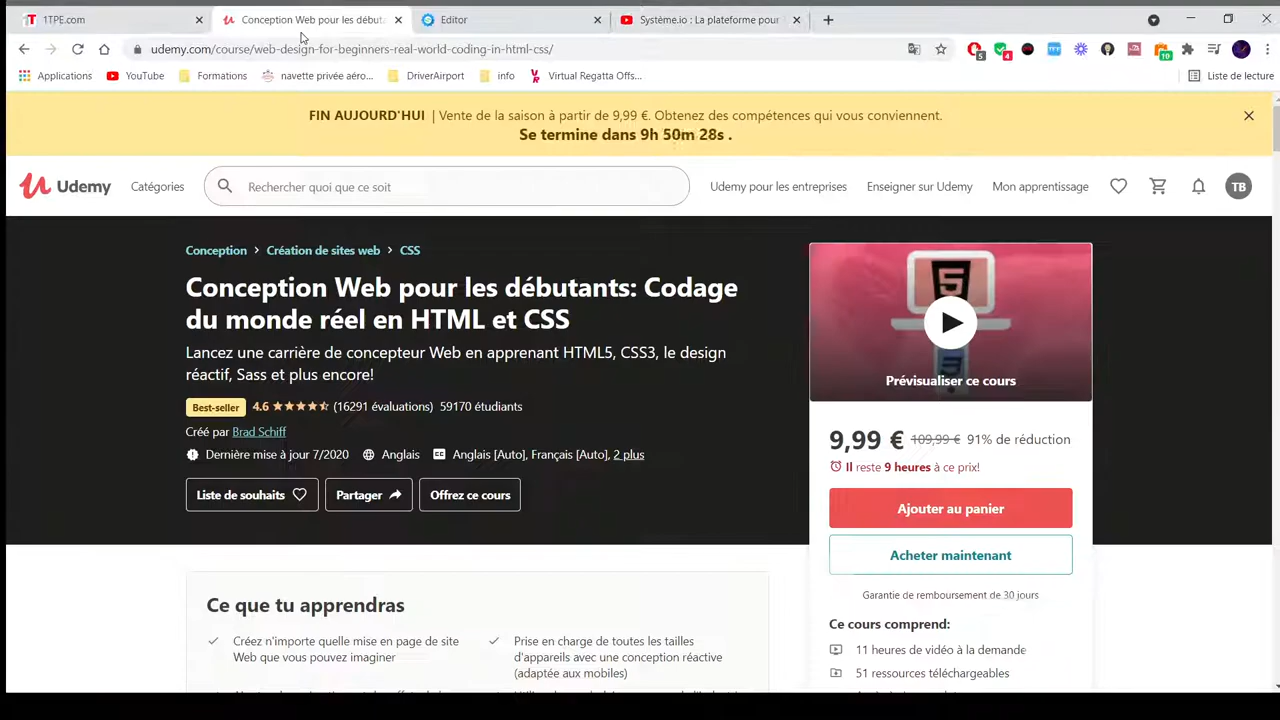 1TPE.com
Conception Web pour les débuta
Editor
Système.io : La plateforme pour
udemy.com/course/web-design-for-beginners-real-world-coding-in-html-css/
5
4
10
Applications
YouTube
Formations
navette privée aéro...
DriverAirport
info
Virtual Regatta Offs...
Liste de lecture
FIN AUJOURD'HUI | Vente de la saison à partir de 9,99 €. Obtenez des compétences qui vous conviennent.
Se termine dans 9h 50m 28s .
Udemy
Catégories
Rechercher quoi que ce soit
Udemy pour les entreprises
Enseigner sur Udemy
Mon apprentissage
TB
Conception > Création de sites web > CSS
Conception Web pour les débutants: Codage
du monde réel en HTML et CSS
Lancez une carrière de concepteur Web en apprenant HTML5, CSS3, le design
réactif, Sass et plus encore!
Best-seller 4.6 (16291 évaluations) 59170 étudiants
Créé par Brad Schiff
Dernière mise à jour 7/2020 Anglais Anglais [Auto], Français [Auto], 2 plus
Liste de souhaits
Partager
Offrez ce cours
5
Prévisualiser ce cours
9,99 € 109,99 € 91% de réduction
Il reste 9 heures à ce prix!
Ajouter au panier
Acheter maintenant
Garantie de remboursement de 30 jours
Ce cours comprend:
11 heures de vidéo à la demande
51 ressources téléchargeables
Ce que tu apprendras
Créez n'importe quelle mise en page de site
Web que vous pouvez imaginer
Prise en charge de toutes les tailles
d'appareils avec une conception réactive
(adaptée aux mobiles)